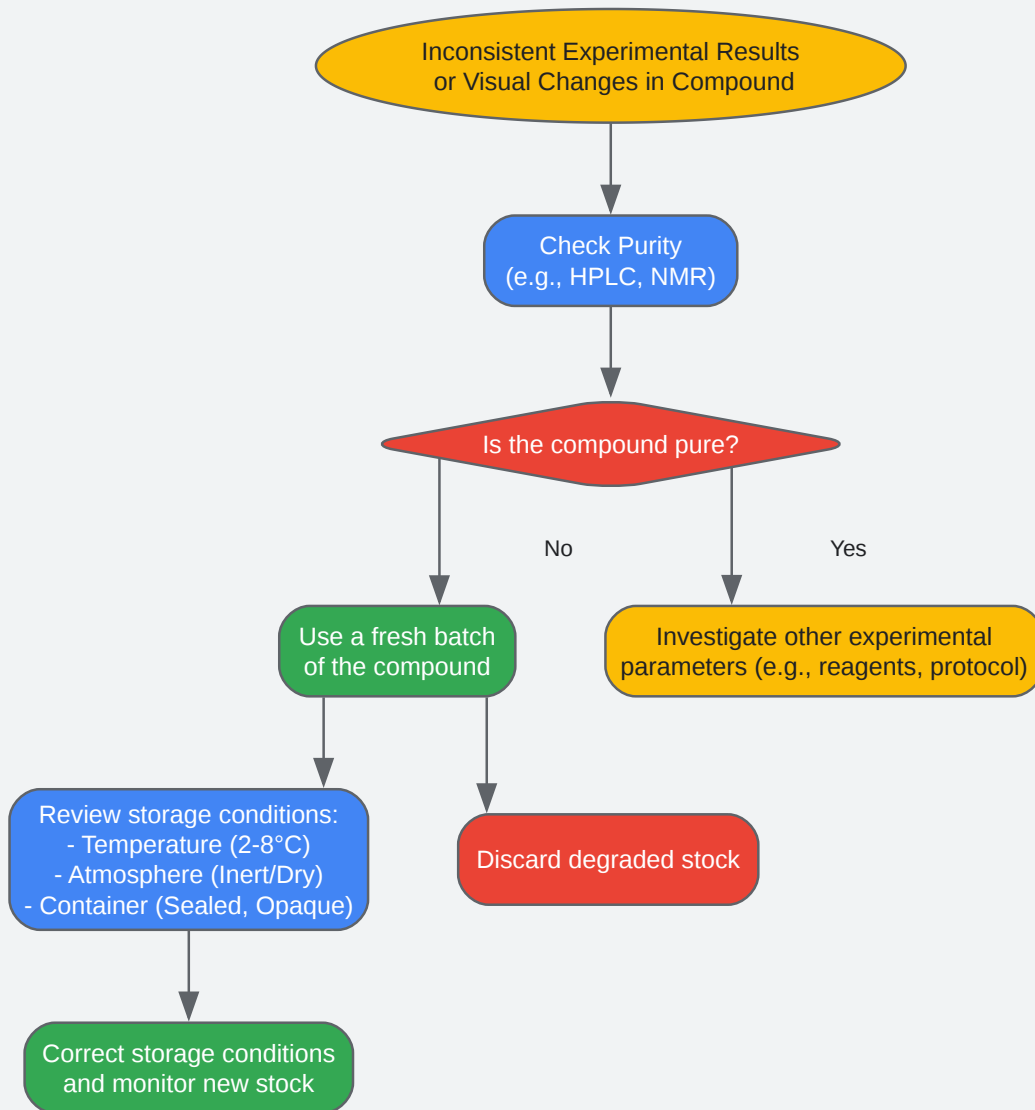 Inconsistent Experimental Results
or Visual Changes in Compound
Check Purity
(e.g., HPLC, NMR)
Is the compound pure?
No
Yes
Use a fresh batch
of the compound
Investigate other experimental
parameters (e.g., reagents, protocol)
Review storage conditions:
- Temperature (2-8°C)
- Atmosphere (Inert/Dry)
- Container (Sealed, Opaque)
Discard degraded stock
Correct storage conditions
and monitor new stock